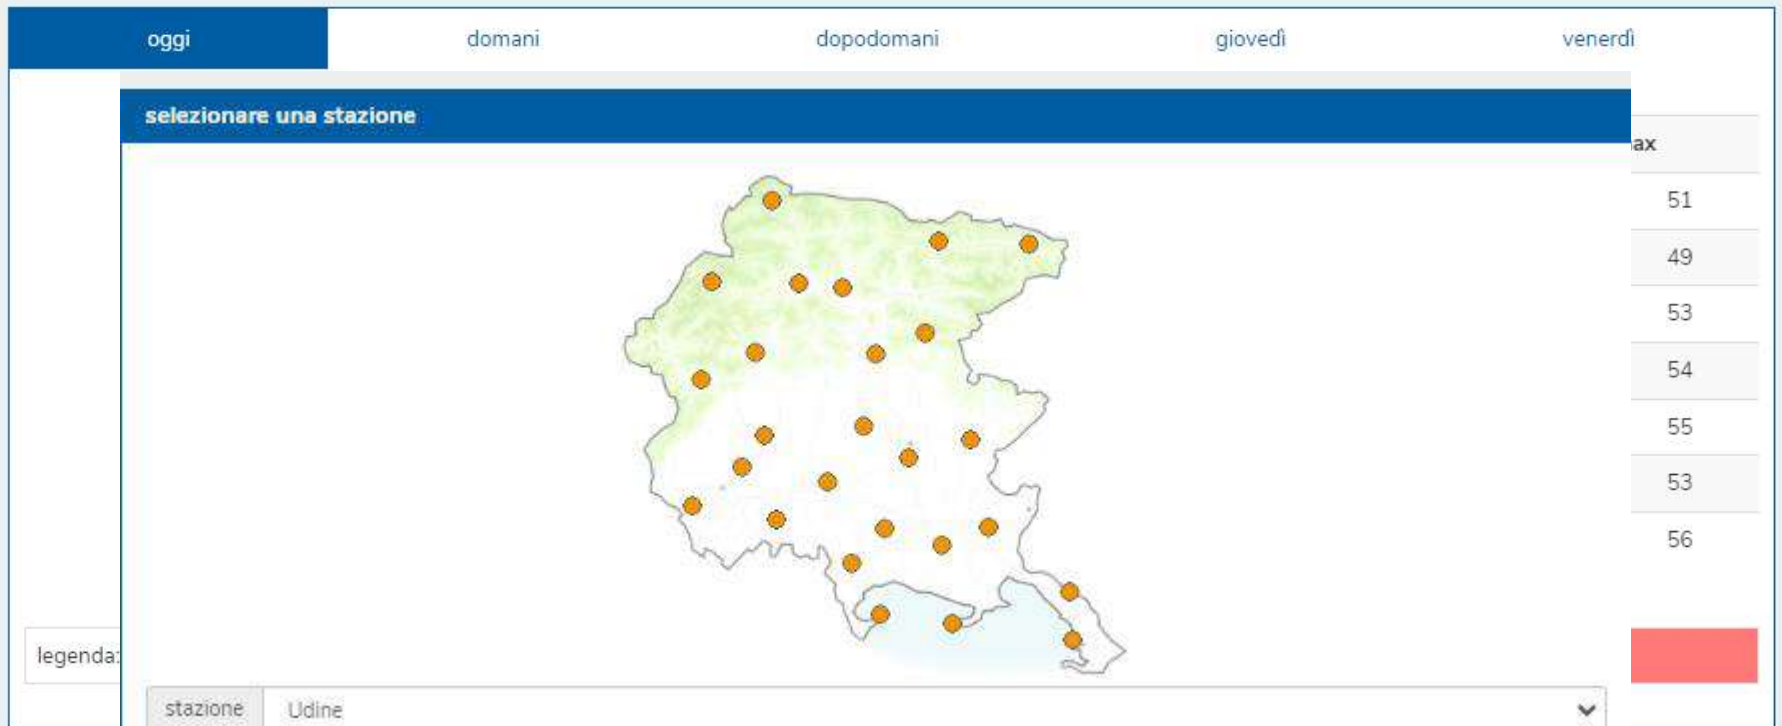 oggi domani dopodomani giovedì venerdì
selezionare una stazione
ax
51
49
53
54
55
53
56
legenda:
stazione Udine